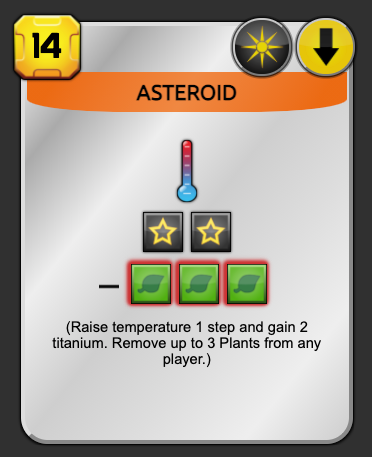 14
ASTEROID
(Raise temperature 1 step and gain 2
titanium. Remove up to 3 Plants from any
player.)